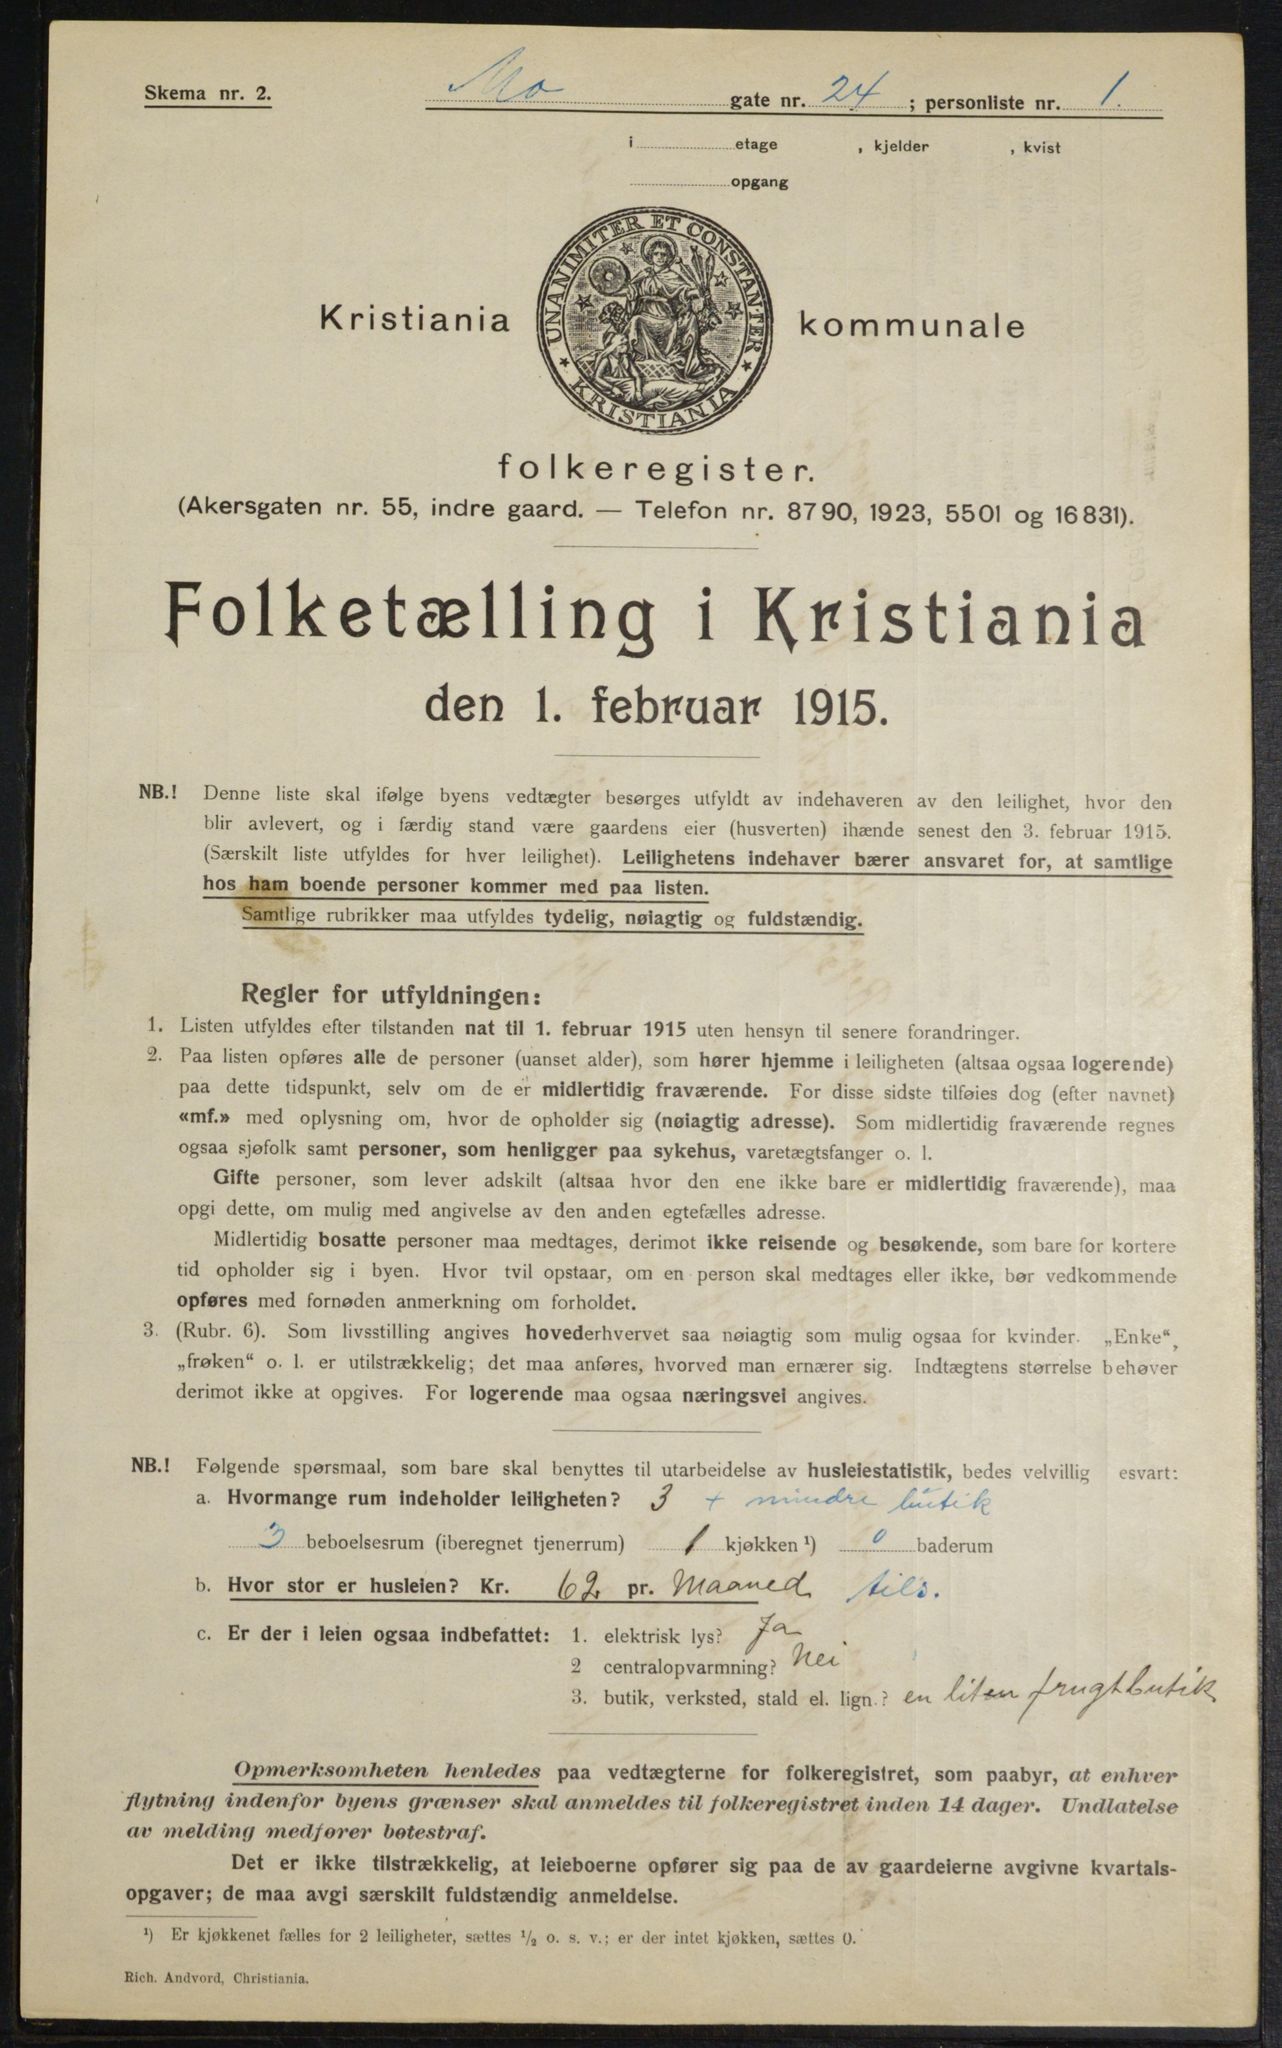 Skema nr. 2.
Mo gate nr. 24 ; personliste nr. 1.
i etage , kjelder , kvist
opgang
UNANIMITER ET CONSTANTER
KRISTIANIA
Kristiania kommunale
folkeregister.
(Akersgaten nr. 55, indre gaard. — Telefon nr. 8790, 1923, 5501 og 16831).
Folketælling i Kristiania
den 1. februar 1915.
NB.! Denne liste skal ifølge byens vedtægter besørges utfyldt av indehaveren av den leilighet, hvor den
blir avlevert, og i færdig stand være gaardens eier (husverten) ihænde senest den 3. februar 1915.
(Særskilt liste utfyldes for hver leilighet). Leilighetens indehaver bærer ansvaret for, at samtlige
hos ham boende personer kommer med paa listen.
Samtlige rubrikker maa utfyldes tydelig, nøiagtig og fuldstændig.
Regler for utfyldningen:
1. Listen utfyldes efter tilstanden nat til 1. februar 1915 uten hensyn til senere forandringer.
2. Paa listen opføres alle de personer (uanset alder), som hører hjemme i leiligheten (altsaa ogsaa logerende)
paa dette tidspunkt, selv om de er midlertidig fraværende. For disse sidste tilføies dog (efter navnet)
«mf.» med oplysning om, hvor de opholder sig (nøiagtig adresse). Som midlertidig fraværende regnes
ogsaa sjøfolk samt personer, som henligger paa sykehus, varetægtsfanger o. l.
Gifte personer, som lever adskilt (altsaa hvor den ene ikke bare er midlertidig fraværende), maa
opgi dette, om mulig med angivelse av den anden egtefælles adresse.
Midlertidig bosatte personer maa medtages, derimot ikke reisende og besøkende, som bare for kortere
tid opholder sig i byen. Hvor tvil opstaar, om en person skal medtages eller ikke, bør vedkommende
opføres med fornøden anmerkning om forholdet.
3. (Rubr. 6). Som livsstilling angives hovederhvervet saa nøiagtig som mulig ogsaa for kvinder. „Enke“,
„frøken“ o. l. er utilstrækkelig; det maa anføres, hvorved man ernærer sig. Indtægtens størrelse behøver
derimot ikke at opgives. For logerende maa ogsaa næringsvei angives.
NB.! Følgende spørsmaal, som bare skal benyttes til utarbeidelse av husleiestatistik, bedes velvillig esvart:
a. Hvormange rum indeholder leiligheten? 3 + mindre butik
3 beboelsesrum (iberegnet tjenerrum) 1 kjøkken ¹) 0 baderum
b. Hvor stor er husleien? Kr. 62 pr. Maaned tils.
c. Er der i leien ogsaa indbefattet: 1. elektrisk lys? Ja
2 centralopvarmning? Nei
3. butik, verksted, stald el. lign.? en liten frugtbutik
Opmerksomheten henledes paa vedtægterne for folkeregistret, som paabyr, at enhver
flytning indenfor byens grænser skal anmeldes til folkeregistret inden 14 dager. Undlatelse
av melding medfører bøtestraf.
Det er ikke tilstrækkelig, at leieboerne opfører sig paa de av gaardeierne avgivne kvartals-
opgaver; de maa avgi særskilt fuldstændig anmeldelse.
¹) Er kjøkkenet fælles for 2 leiligheter, sættes ½ o. s. v.; er der intet kjøkken, sættes 0.
Rich. Andvord, Christiania.